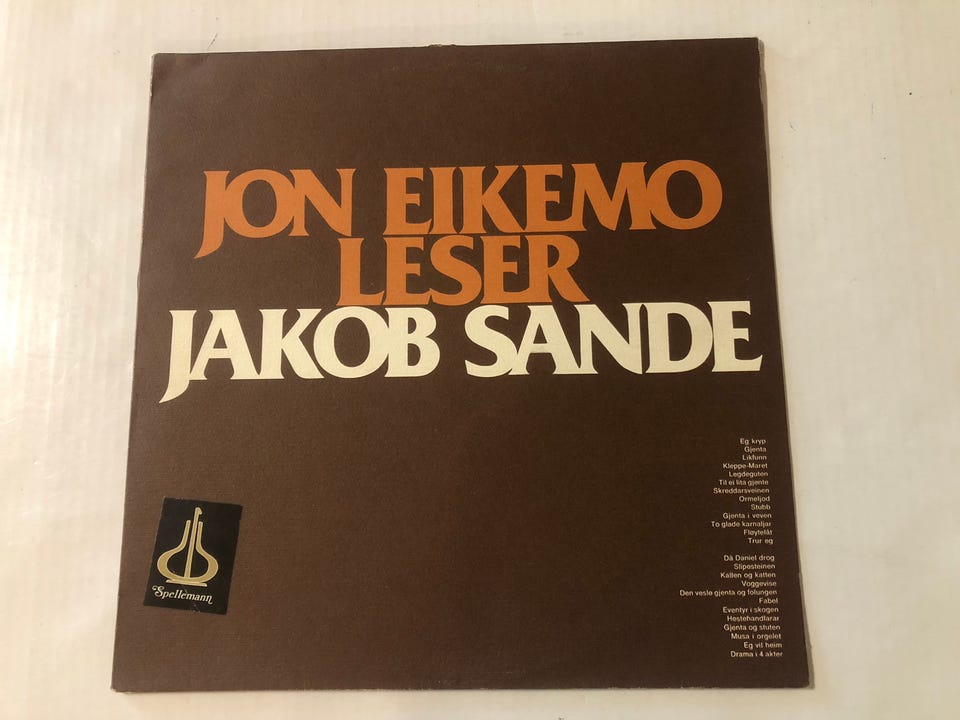 JON EIKEMO
LESER
JAKOB SANDE
Eg kryp
Gjenta
Likfunn
Kleppe-Maret
Legdeguten
Til ei lita gjente
Skreddarsveinen
Ormeljod
Stubb
Gjenta i veven
To glade karnaljar
Fløytelåt
Trur eg
Då Daniel drog
Slipesteinen
Kallen og katten
Voggevise
Den vesle gjenta og folungen
Fabel
Eventyr i skogen
Hestehandlarar
Gjenta og stuten
Musa i orgelet
Eg vil heim
Drama i 4 akter
Spellemann